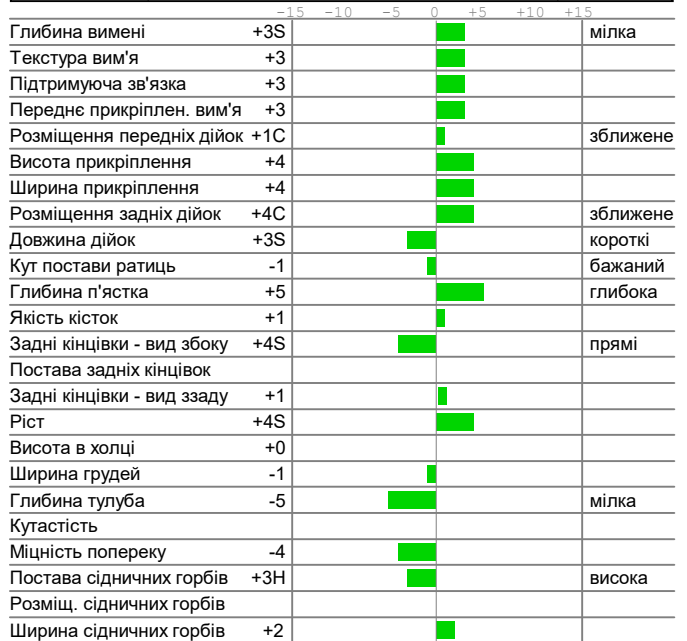 -15 -10 -5 0 +5 +10 +15
Глибина вимені +3S мілка
Текстура вим'я +3
Підтримуюча зв'язка +3
Переднє прикріплен. вим'я +3
Розміщення передніх дійок +1C зближене
Висота прикріплення +4
Ширина прикріплення +4
Розміщення задніх дійок +4C зближене
Довжина дійок +3S короткі
Кут постави ратиць -1 бажаний
Глибина п'ястка +5 глибока
Якість кісток +1
Задні кінцівки - вид збоку +4S прямі
Постава задніх кінцівок
Задні кінцівки - вид ззаду +1
Ріст +4S
Висота в холці +0
Ширина грудей -1
Глибина тулуба -5 мілка
Кутастість
Міцність попереку -4
Постава сідничних горбів +3H висока
Розміщ. сідничних горбів
Ширина сідничних горбів +2